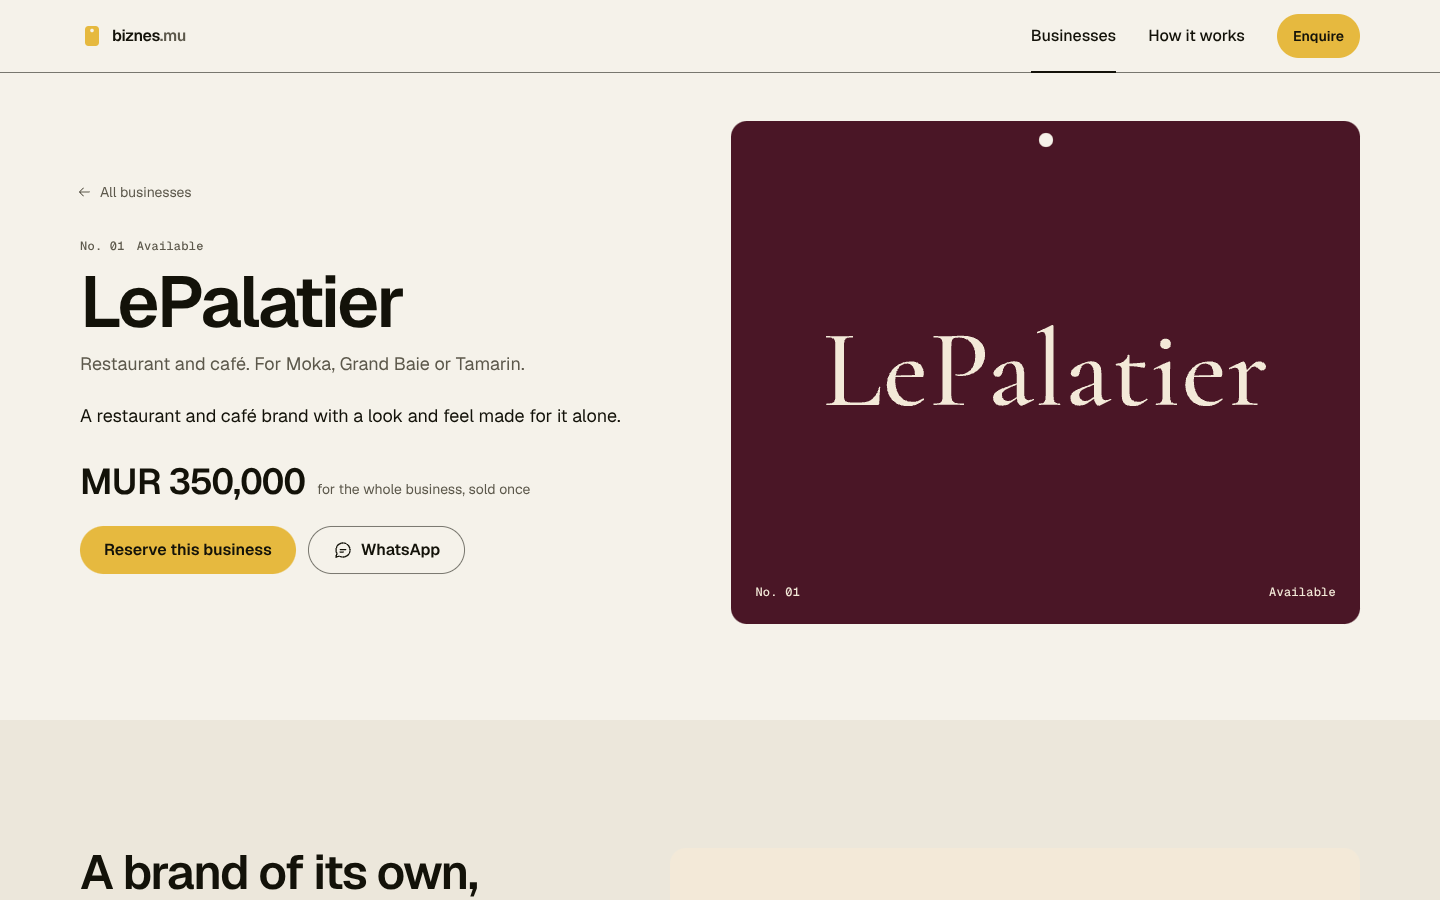 biznes.mu
Businesses
How it works
Enquire
All businesses
No. 01 Available
LePalatier
Restaurant and café. For Moka, Grand Baie or Tamarin.
A restaurant and café brand with a look and feel made for it alone.
MUR 350,000 for the whole business, sold once
Reserve this business
WhatsApp
LePalatier
No. 01
Available
A brand of its own,